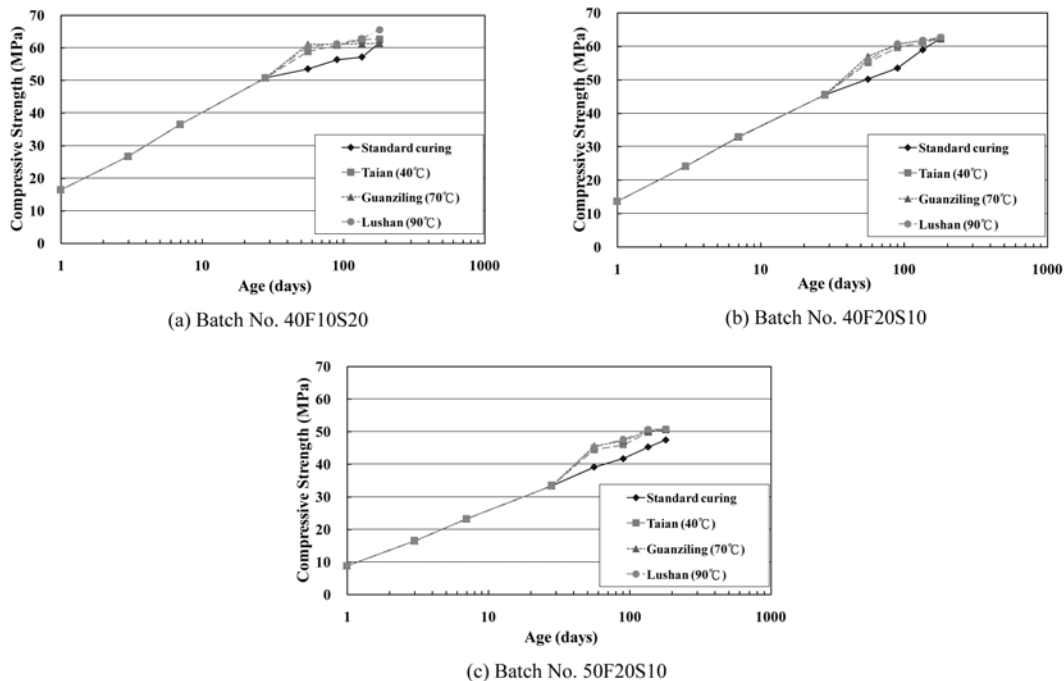 70
60
50
40
30
20
10
0
Compressive Strength (MPa)
Standard curing
Taian (40℃)
Guanziling (70℃)
Lushan (90℃)
1 10 100 1000
Age (days)
(a) Batch No. 40F10S20
70
60
50
40
30
20
10
0
Compressive Strength (MPa)
Standard curing
Taian (40℃)
Guanziling (70℃)
Lushan (90℃)
1 10 100 1000
Age (days)
(b) Batch No. 40F20S10
70
60
50
40
30
20
10
0
Compressive Strength (MPa)
Standard curing
Taian (40℃)
Guanziling (70℃)
Lushan (90℃)
1 10 100 1000
Age (days)
(c) Batch No. 50F20S10